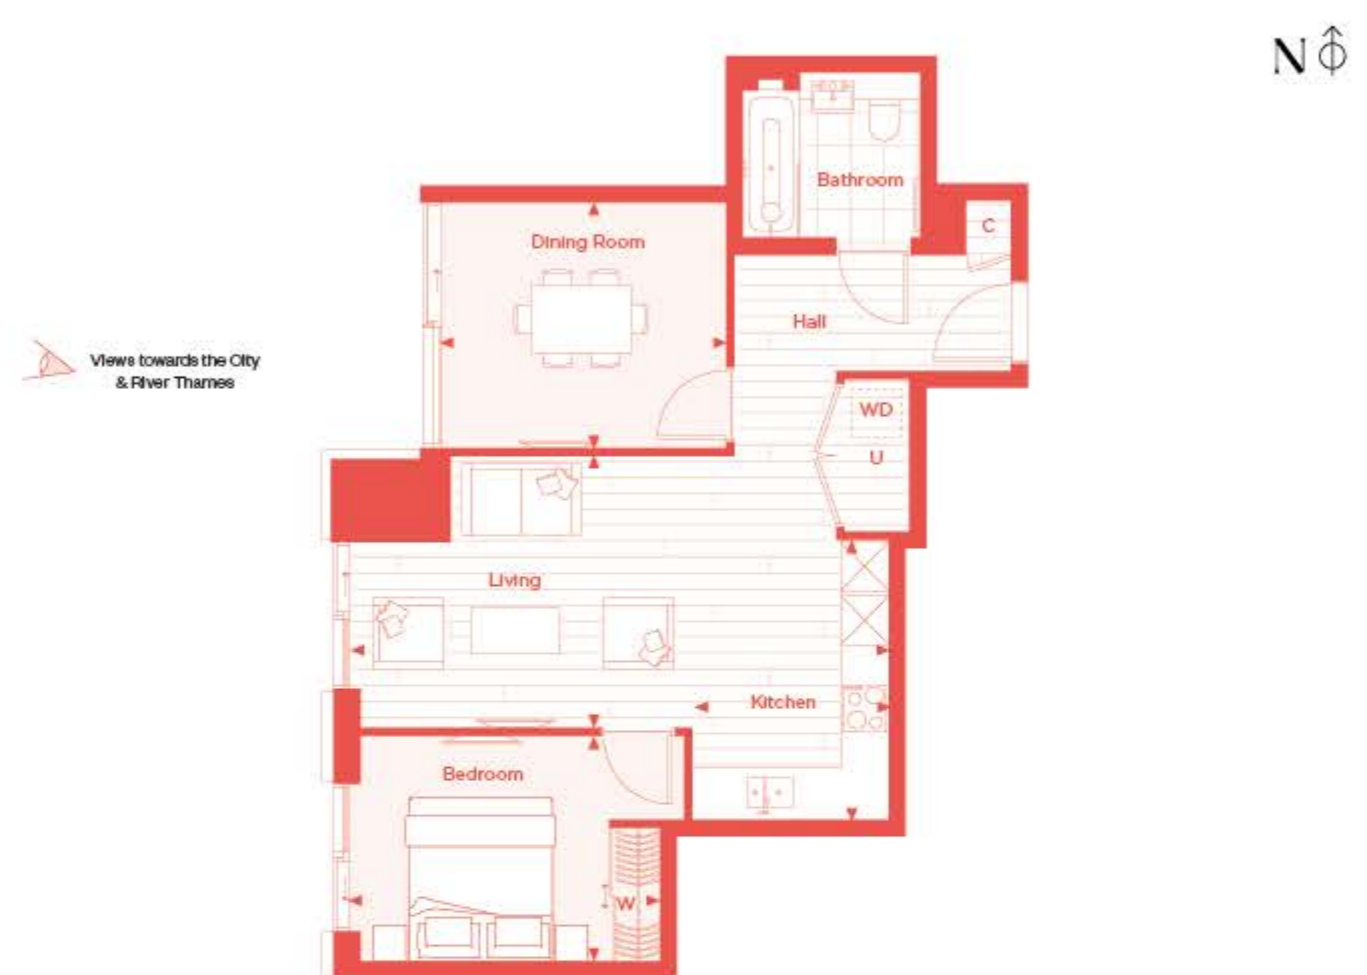 N
Bathroom
C
Dining Room
Hall
Views towards the City
& River Thames
WD
U
Living
Kitchen
Bedroom
W